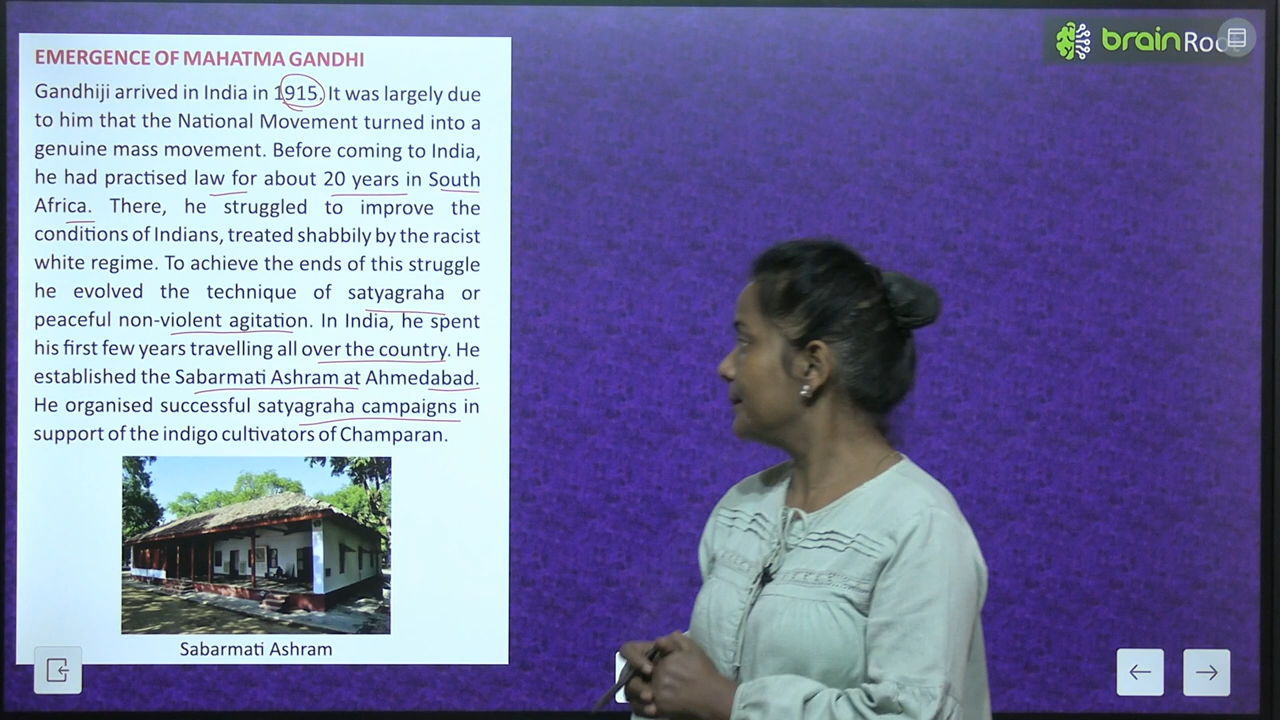 EMERGENCE OF MAHATMA GANDHI
Gandhiji arrived in India in 1915. It was largely due
to him that the National Movement turned into a
genuine mass movement. Before coming to India,
he had practised law for about 20 years in South
Africa. There, he struggled to improve the
conditions of Indians, treated shabbily by the racist
white regime. To achieve the ends of this struggle
he evolved the technique of satyagraha or
peaceful non-violent agitation. In India, he spent
his first few years travelling all over the country. He
established the Sabarmati Ashram at Ahmedabad.
He organised successful satyagraha campaigns in
support of the indigo cultivators of Champaran.
Sabarmati Ashram
brain